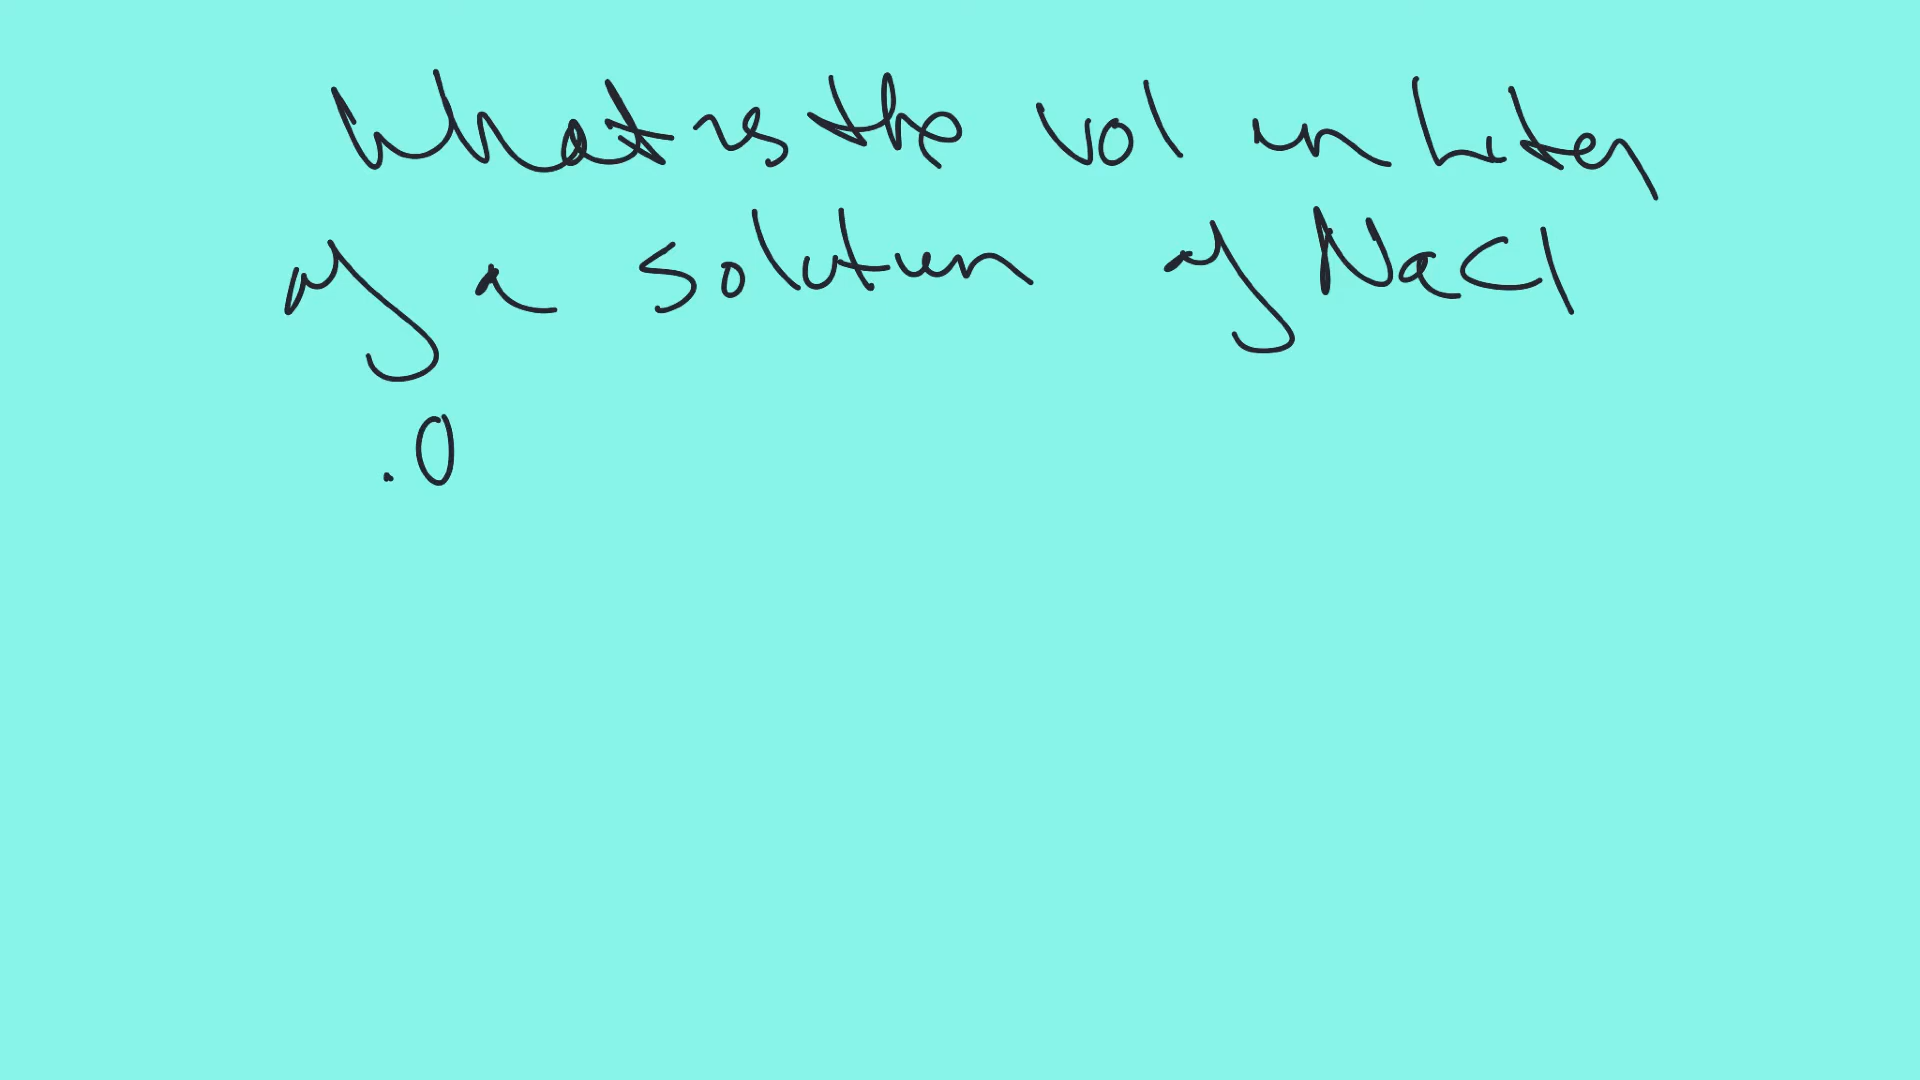 What is the vol in Liter
of a solution of NaCl
.0